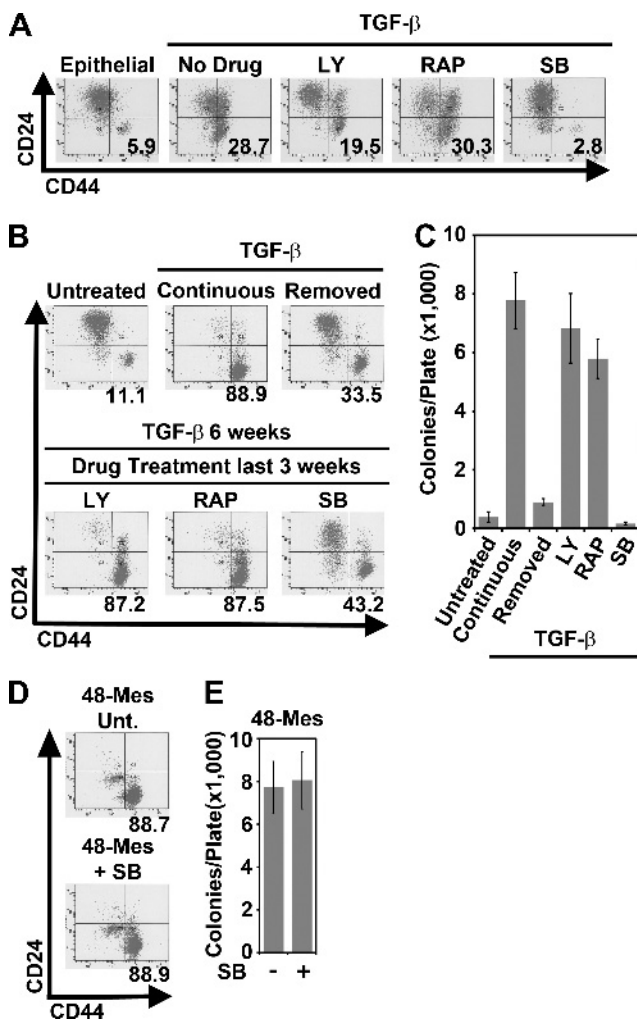 A
TGF-β
Epithelial No Drug LY RAP SB
CD24
5.9 28.7 19.5 30.3 2.8
CD44
B
TGF-β
Untreated Continuous Removed
11.1 88.9 33.5
TGF-β 6 weeks
Drug Treatment last 3 weeks
LY RAP SB
CD24
87.2 87.5 43.2
CD44
C
10
8
6
4
2
0
Colonies/Plate (x1,000)
Untreated
Continuous
Removed
LY
RAP
SB
TGF-β
D
48-Mes
Unt.
88.7
48-Mes
+ SB
CD24
88.9
CD44
E
48-Mes
10
8
6
4
2
0
Colonies/Plate(x1,000)
SB - +